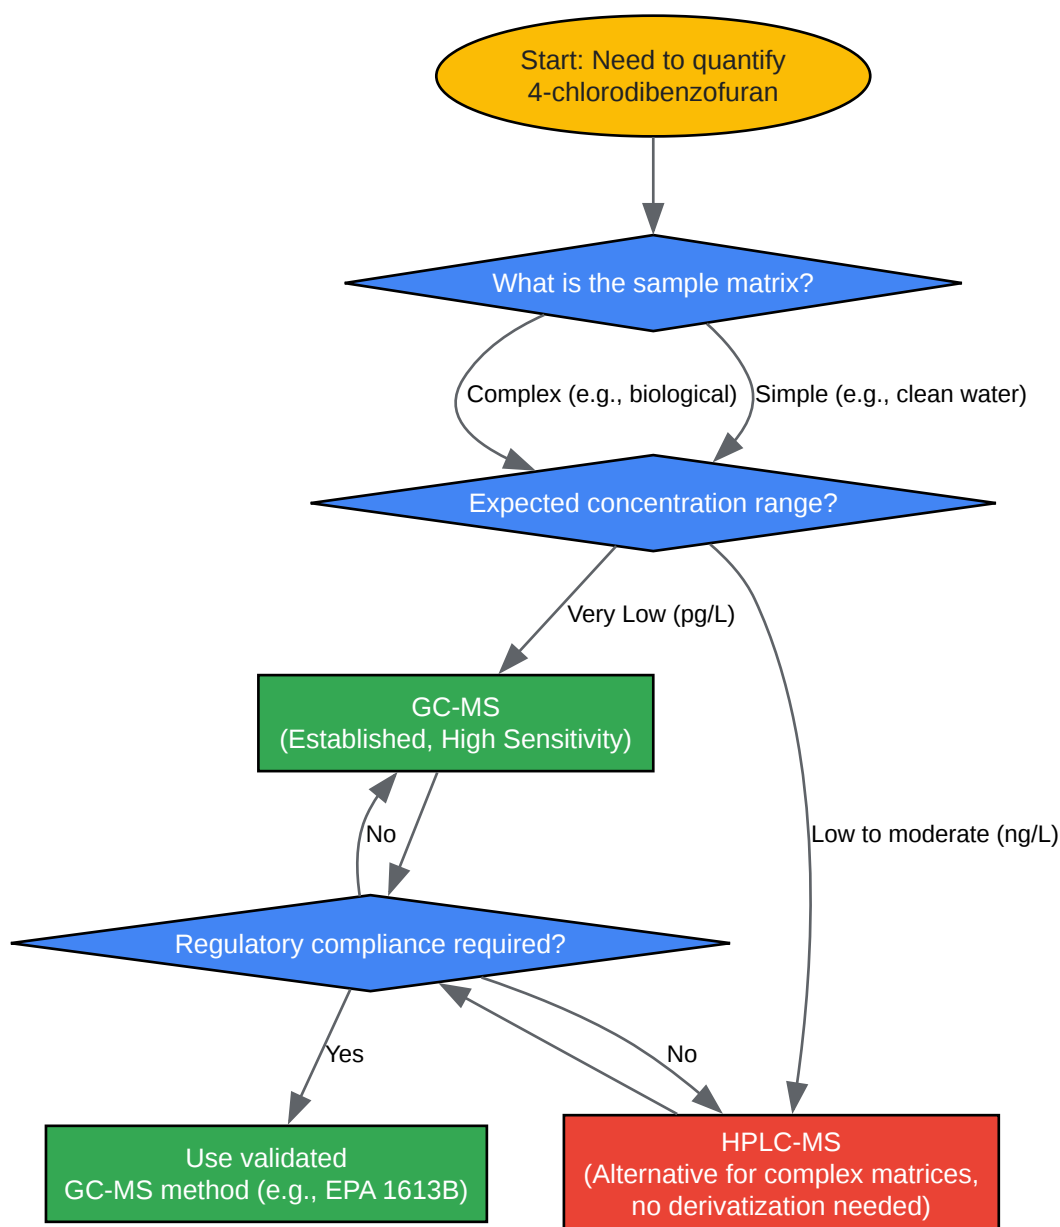 Start: Need to quantify
4-chlorodibenzofuran
What is the sample matrix?
Complex (e.g., biological)
Simple (e.g., clean water)
Expected concentration range?
Very Low (pg/L)
GC-MS
(Established, High Sensitivity)
No
Low to moderate (ng/L)
Regulatory compliance required?
Yes
No
Use validated
GC-MS method (e.g., EPA 1613B)
HPLC-MS
(Alternative for complex matrices,
no derivatization needed)